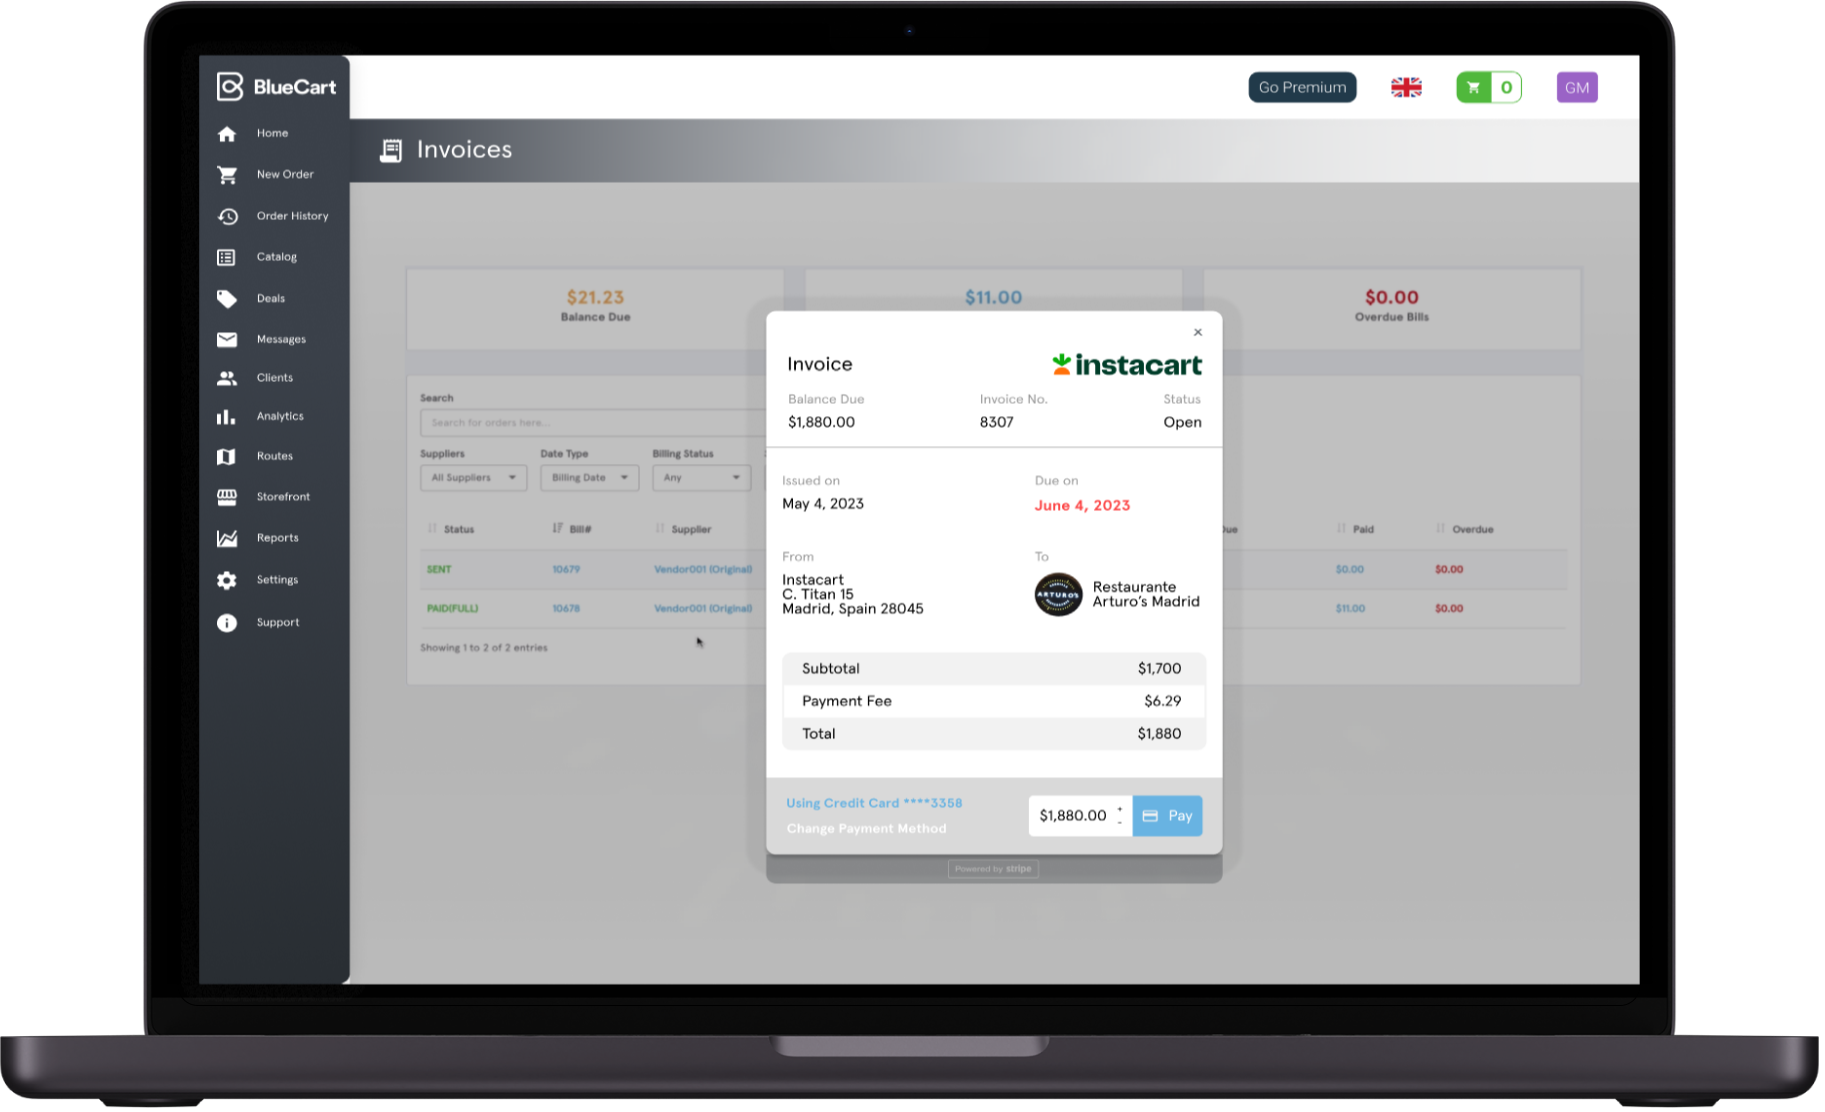 BlueCart
Go Premium
0
GM
Home
New Order
Order History
Catalog
Deals
Messages
Clients
Analytics
Routes
Storefront
Reports
Settings
Support
Invoices
$21.23
Balance Due
$11.00
$0.00
Overdue Bills
Search
Search for orders here...
Suppliers Date Type Billing Status
All Suppliers Billing Date Any
Status Bill# Supplier Due Paid Overdue
SENT 10679 Vendor001 (Original) $0.00 $0.00
PAID(FULL) 10678 Vendor001 (Original) $11.00 $0.00
Showing 1 to 2 of 2 entries
×
Invoice
instacart
Balance Due Invoice No. Status
$1,880.00 8307 Open
Issued on Due on
May 4, 2023 June 4, 2023
From
Instacart
C. Titan 15
Madrid, Spain 28045
To
ARTURO'S
Restaurante
Arturo's Madrid
Subtotal $1,700
Payment Fee $6.29
Total $1,880
Using Credit Card ****3358
Change Payment Method
$1,880.00 + - Pay
Powered by stripe